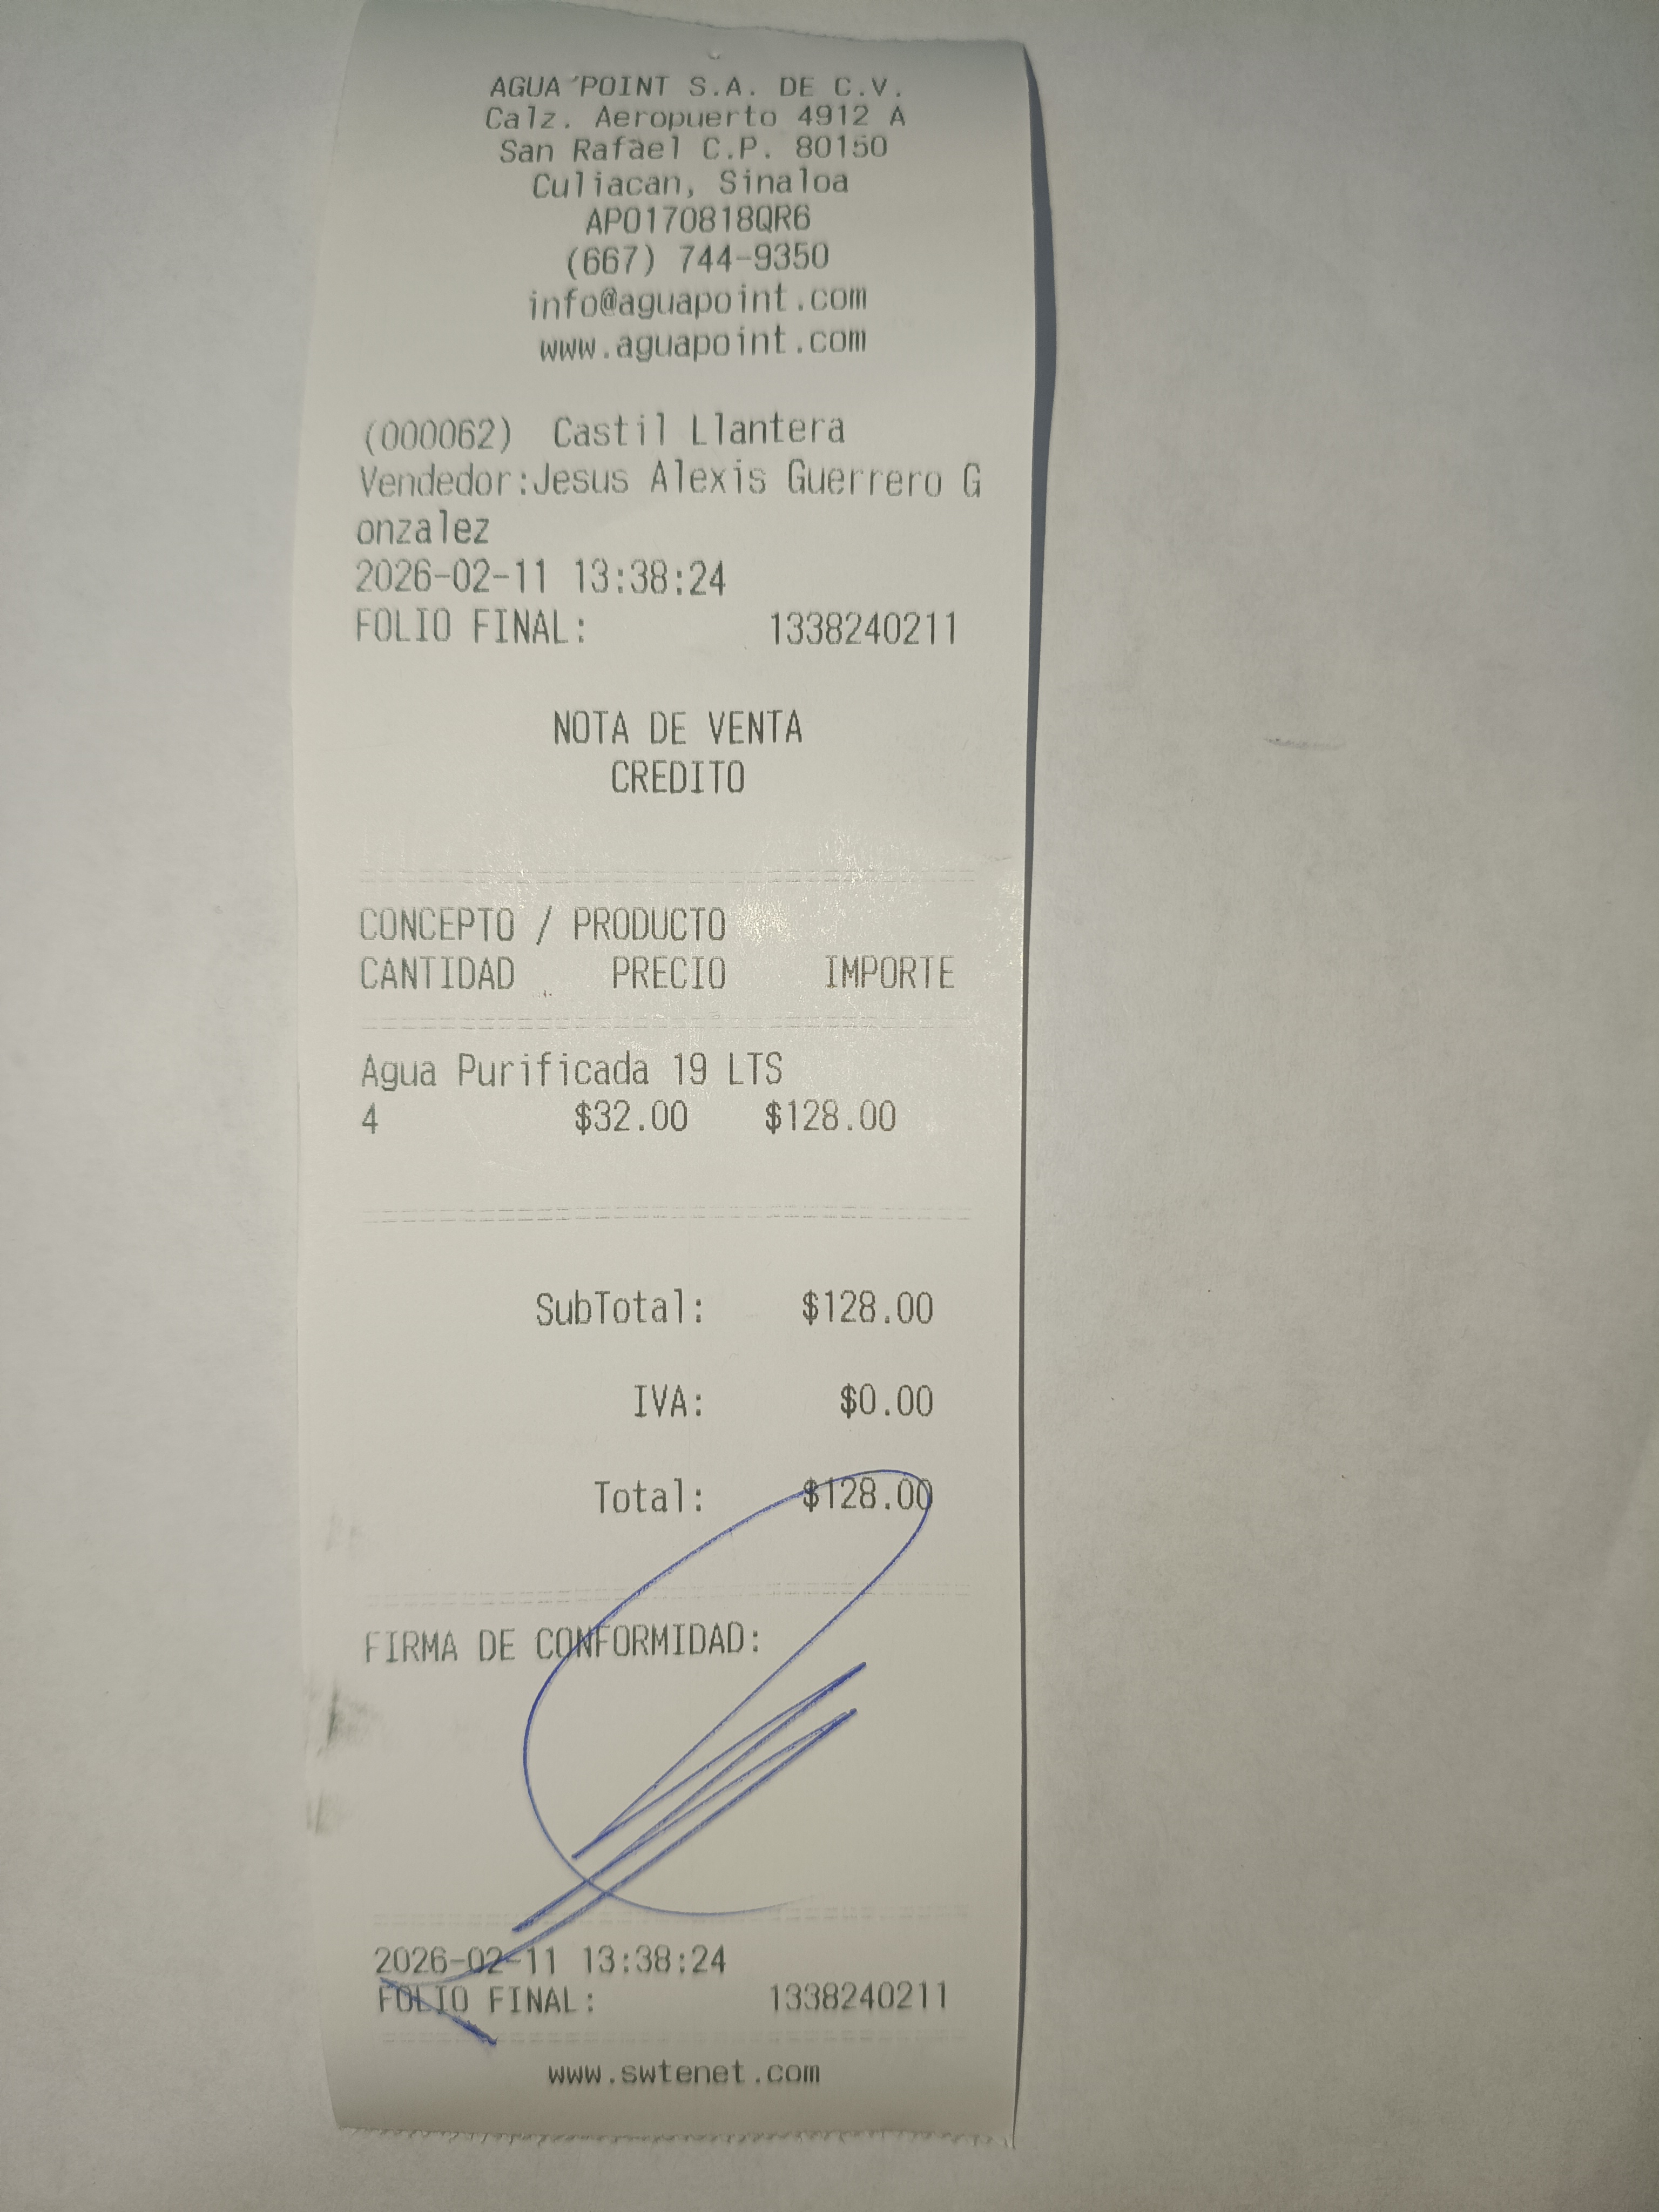 AGUA POINT S.A. DE C.V.
Calz. Aeropuerto 4912 A
San Rafael C.P. 80150
Culiacan, Sinaloa
APO170818QR6
(667) 744-9350
info@aguapoint.com
www.aguapoint.com
(000062) Castil Llantera
Vendedor:Jesus Alexis Guerrero G
onzalez
2026-02-11 13:38:24
FOLIO FINAL: 1338240211
NOTA DE VENTA
CREDITO
CONCEPTO / PRODUCTO
CANTIDAD PRECIO IMPORTE
Agua Purificada 19 LTS
4 $32.00 $128.00
SubTotal: $128.00
IVA: $0.00
Total: $128.00
FIRMA DE CONFORMIDAD:
2026-02-11 13:38:24
FOLIO FINAL: 1338240211
www.swtenet.com